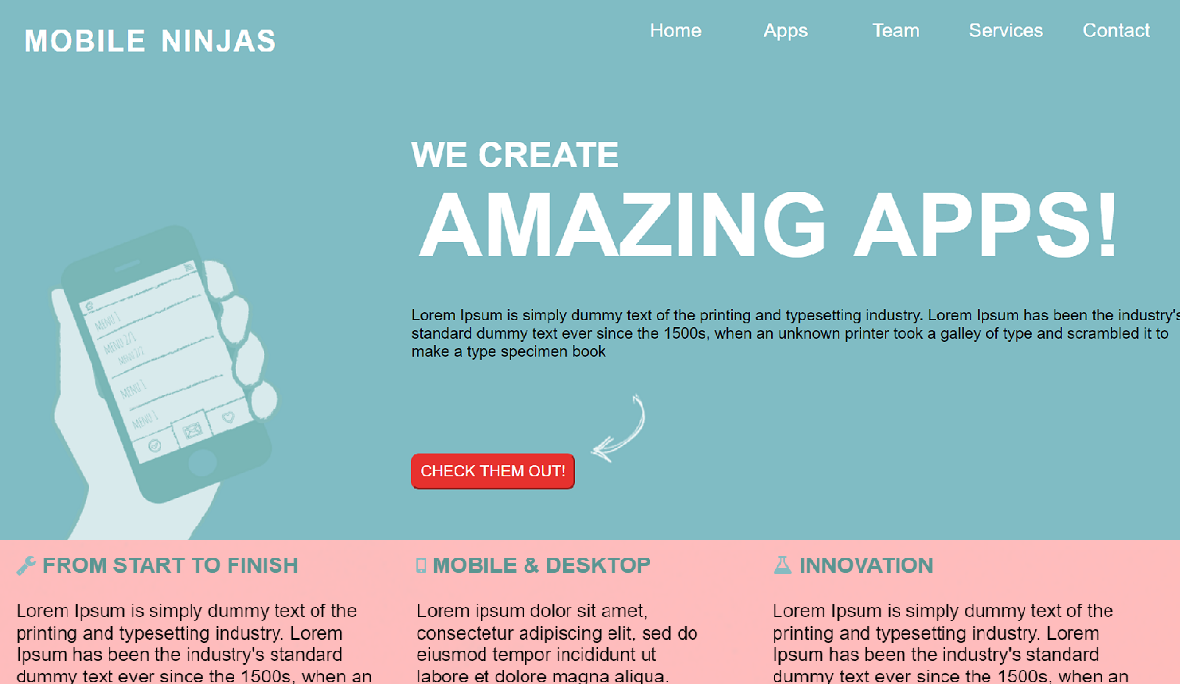 MOBILE NINJAS
Home Apps Team Services Contact
WE CREATE
AMAZING APPS!
Lorem Ipsum is simply dummy text of the printing and typesetting industry. Lorem Ipsum has been the industry's
standard dummy text ever since the 1500s, when an unknown printer took a galley of type and scrambled it to
make a type specimen book
MENU 1
MENU 2/1
MENU 2/2
MENU 1
MENU 1
CHECK THEM OUT!
FROM START TO FINISH
Lorem Ipsum is simply dummy text of the
printing and typesetting industry. Lorem
Ipsum has been the industry's standard
dummy text ever since the 1500s, when an
MOBILE & DESKTOP
Lorem ipsum dolor sit amet,
consectetur adipiscing elit, sed do
eiusmod tempor incididunt ut
labore et dolore magna aliqua.
INNOVATION
Lorem Ipsum is simply dummy text of the
printing and typesetting industry. Lorem
Ipsum has been the industry's standard
dummy text ever since the 1500s, when an